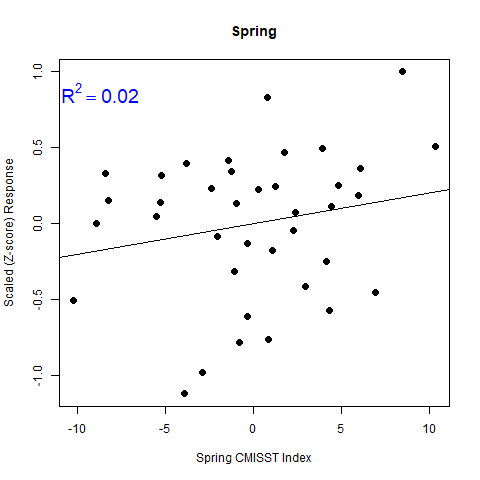 Spring
R² = 0.02
1.0
0.5
0.0
-0.5
-1.0
Scaled (Z-score) Response
-10 -5 0 5 10
Spring CMISST Index